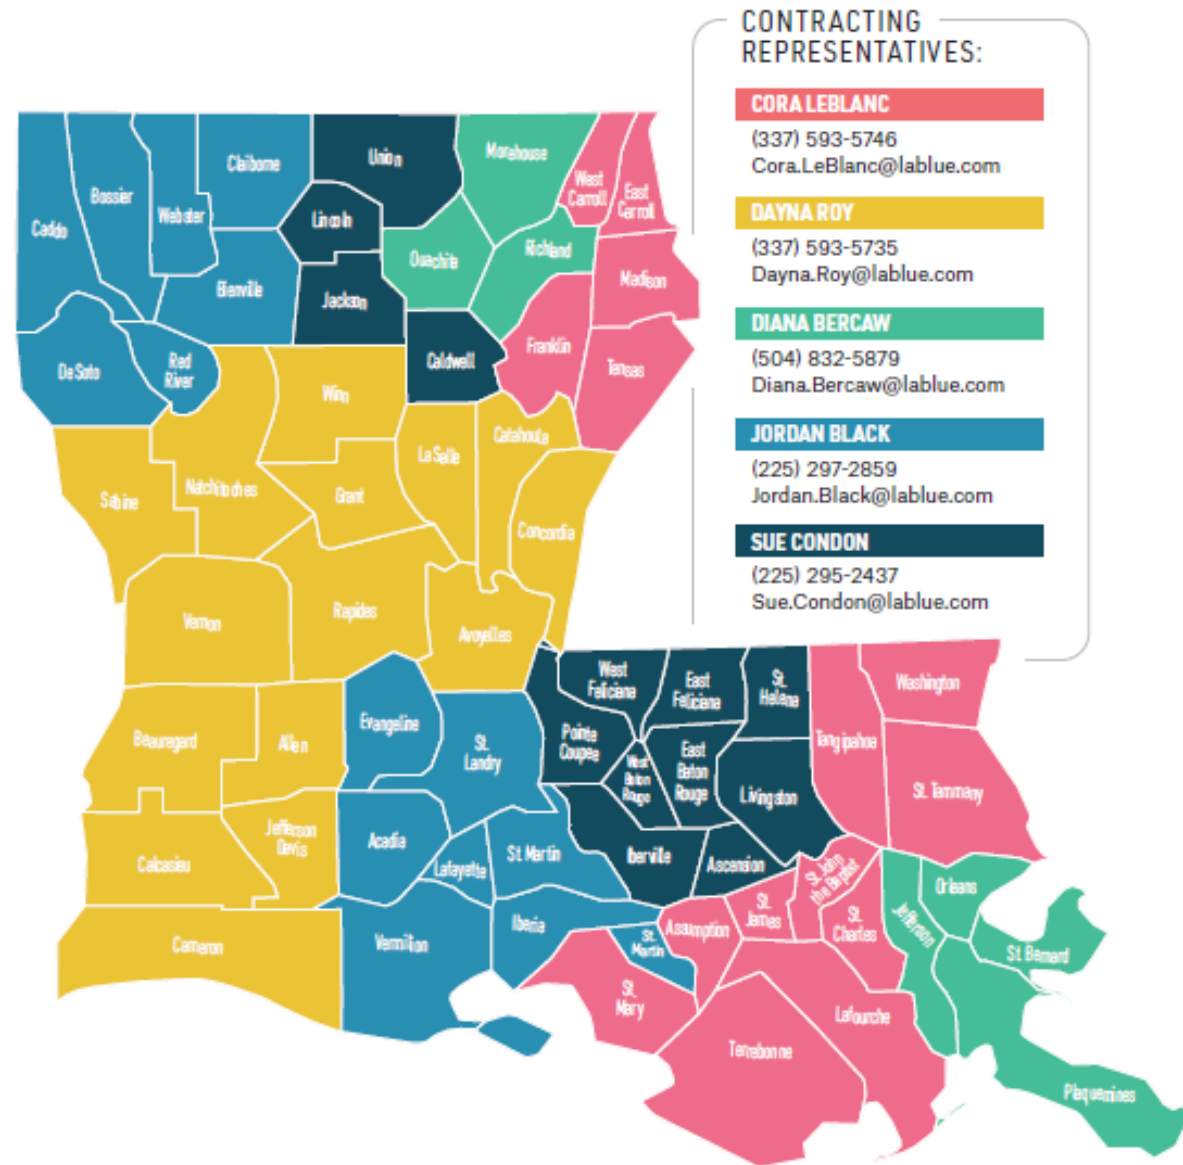 CONTRACTING
REPRESENTATIVES:
CORA LEBLANC
(337) 593-5746
Cora.LeBlanc@lablue.com
DAYNA ROY
(337) 593-5735
Dayna.Roy@lablue.com
DIANA BERCAW
(504) 832-5879
Diana.Bercaw@lablue.com
JORDAN BLACK
(225) 297-2859
Jordan.Black@lablue.com
SUE CONDON
(225) 295-2437
Sue.Condon@lablue.com
Caddo
Bossier
Webster
Claiborne
Union
Morehouse
West
Carroll
East
Carroll
Lincoln
Ouachita
Richland
Madison
Bienville
Jackson
De Soto
Red
River
Caldwell
Franklin
Tensas
Winn
Sabine
Natchitoches
Grant
La Salle
Catahoula
Concordia
Vernon
Rapides
Avoyelles
Beauregard
Allen
Evangeline
St.
Landry
Pointe
Coupee
West
Feliciana
East
Feliciana
St.
Helena
Tangipahoa
Washington
St. Tammany
West
Baton
Rouge
East
Baton
Rouge
Livingston
Calcasieu
Jefferson
Davis
Acadia
Lafayette
St. Martin
Iberville
Ascension
St. John
the Baptist
Cameron
Vermilion
Iberia
St.
Martin
Assumption
St.
James
St.
Charles
Jefferson
Orleans
St. Bernard
St.
Mary
Terrebonne
Lafourche
Plaquemines